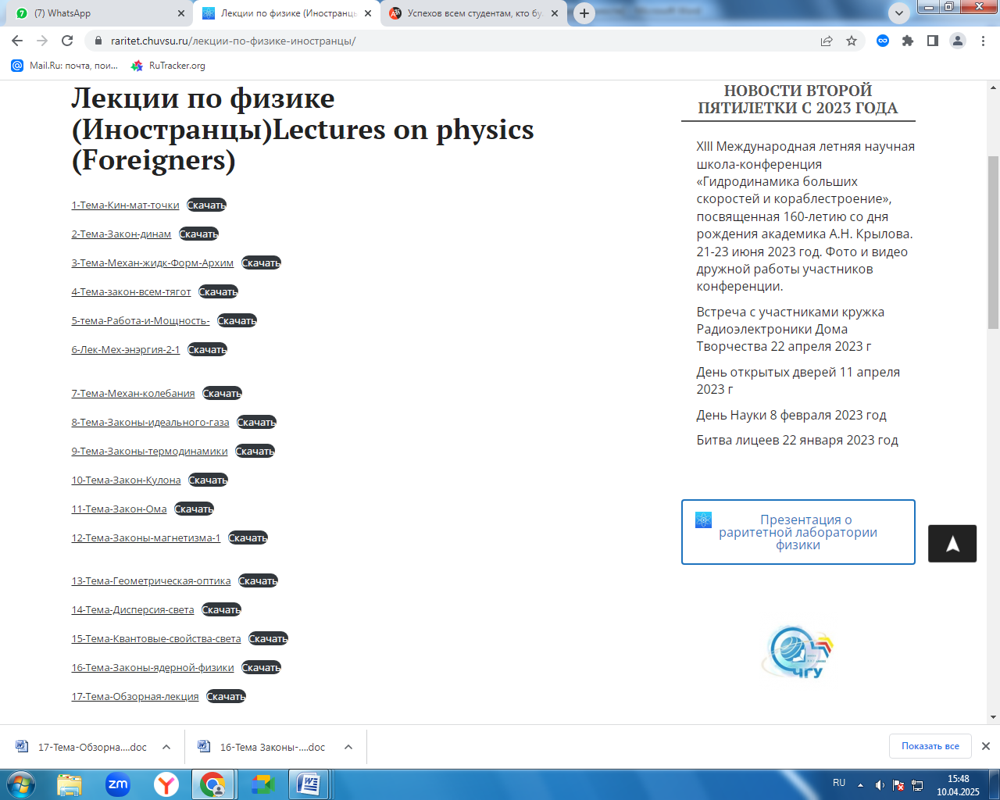 (7) WhatsApp
Лекции по физике (Иностранць
Успехов всем студентам, кто бу
raritet.chuvsu.ru/лекции-по-физике-иностранцы/
Mail.Ru: почта, пои...
RuTracker.org
Лекции по физике
(Иностранцы)Lectures on physics
(Foreigners)
1-Тема-Кин-мат-точки Скачать
2-Тема-Закон-динам Скачать
3-Тема-Механ-жидк-Форм-Архим Скачать
4-Тема-закон-всем-тягот Скачать
5-тема-Работа-и-Мощность- Скачать
6-Лек-Мех-энэргия-2-1 Скачать
7-Тема-Механ-колебания Скачать
8-Тема-Законы-идеального-газа Скачать
9-Тема-Законы-термодинамики Скачать
10-Тема-Закон-Кулона Скачать
11-Тема-Закон-Ома Скачать
12-Тема-Законы-магнетизма-1 Скачать
13-Тема-Геометрическая-оптика Скачать
14-Тема-Дисперсия-света Скачать
15-Тема-Квантовые-свойства-света Скачать
16-Тема-Законы-ядерной-физики Скачать
17-Тема-Обзорная-лекция Скачать
НОВОСТИ ВТОРОЙ
ПЯТИЛЕТКИ С 2023 ГОДА
XIII Международная летняя научная
школа-конференция
«Гидродинамика больших
скоростей и кораблестроение»,
посвященная 160-летию со дня
рождения академика А.Н. Крылова.
21-23 июня 2023 год. Фото и видео
дружной работы участников
конференции.
Встреча с участниками кружка
Радиоэлектроники Дома
Творчества 22 апреля 2023 г
День открытых дверей 11 апреля
2023 г
День Науки 8 февраля 2023 год
Битва лицеев 22 января 2023 год
Презентация о
раритетной лаборатории
физики
ЧГУ
17-Тема-Обзорна....doc
16-Тема Законы-....doc
Показать все
zm
RU
15:48
10.04.2025